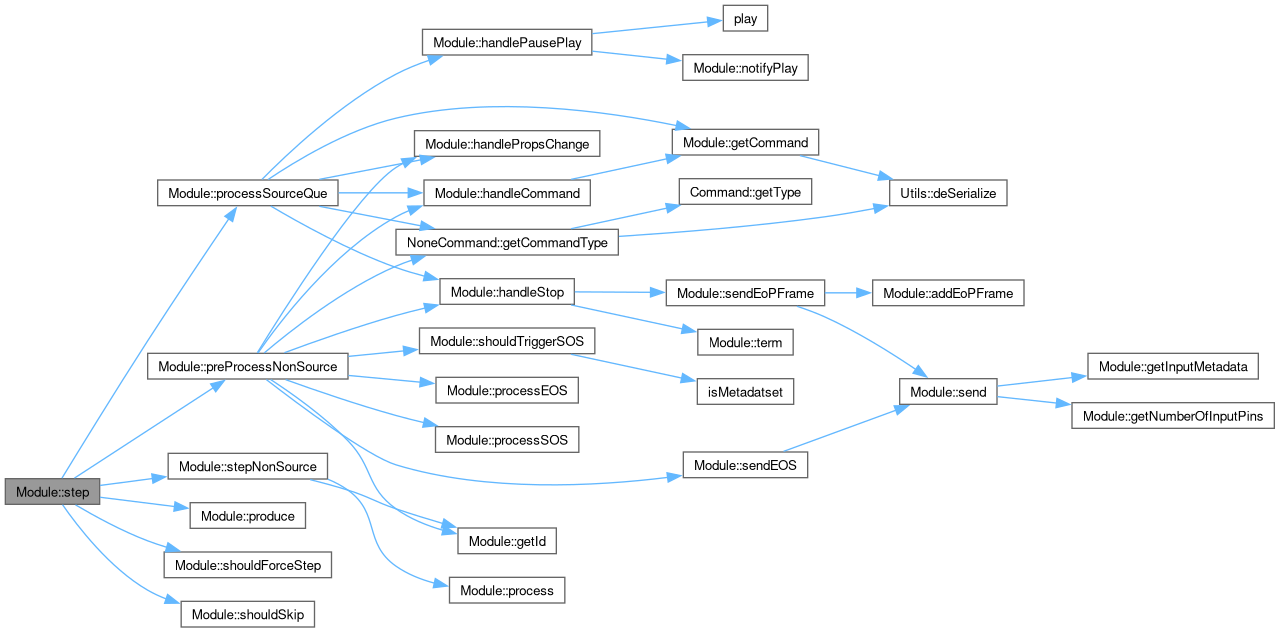 play
Module::handlePausePlay
Module::notifyPlay
Module::handlePropsChange
Module::getCommand
Module::processSourceQue
Module::handleCommand
Command::getType
Utils::deSerialize
NoneCommand::getCommandType
Module::handleStop
Module::sendEoPFrame
Module::addEoPFrame
Module::shouldTriggerSOS
Module::term
Module::preProcessNonSource
Module::getInputMetadata
Module::processEOS
isMetadatset
Module::send
Module::getNumberOfInputPins
Module::processSOS
Module::stepNonSource
Module::sendEOS
Module::step
Module::produce
Module::getId
Module::shouldForceStep
Module::process
Module::shouldSkip